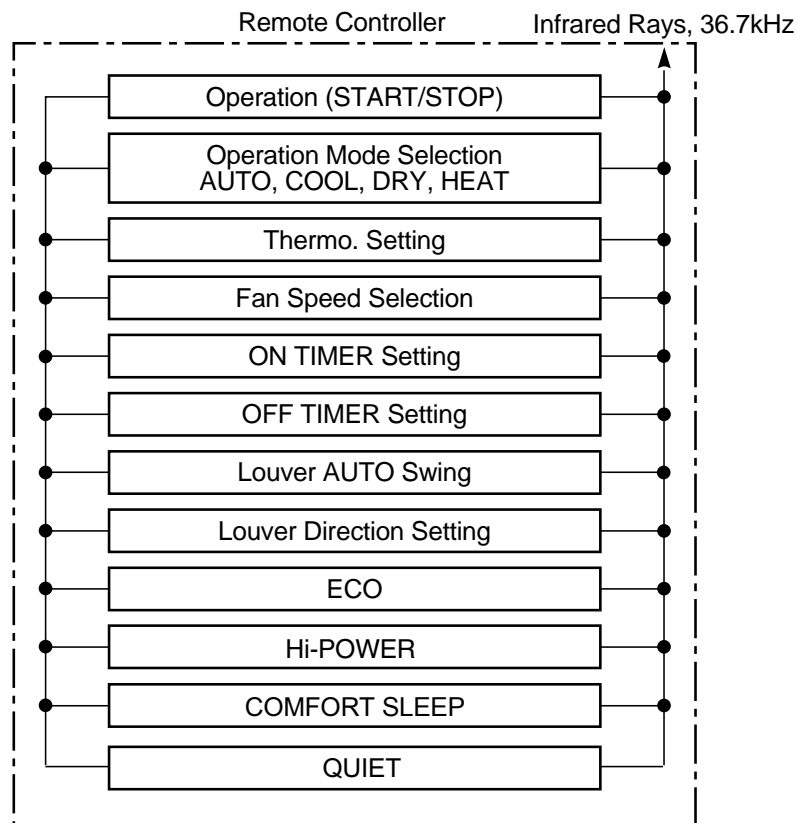 Remote Controller
Infrared Rays, 36.7kHz
Operation (START/STOP)
Operation Mode Selection
AUTO, COOL, DRY, HEAT
Thermo. Setting
Fan Speed Selection
ON TIMER Setting
OFF TIMER Setting
Louver AUTO Swing
Louver Direction Setting
ECO
Hi-POWER
COMFORT SLEEP
QUIET